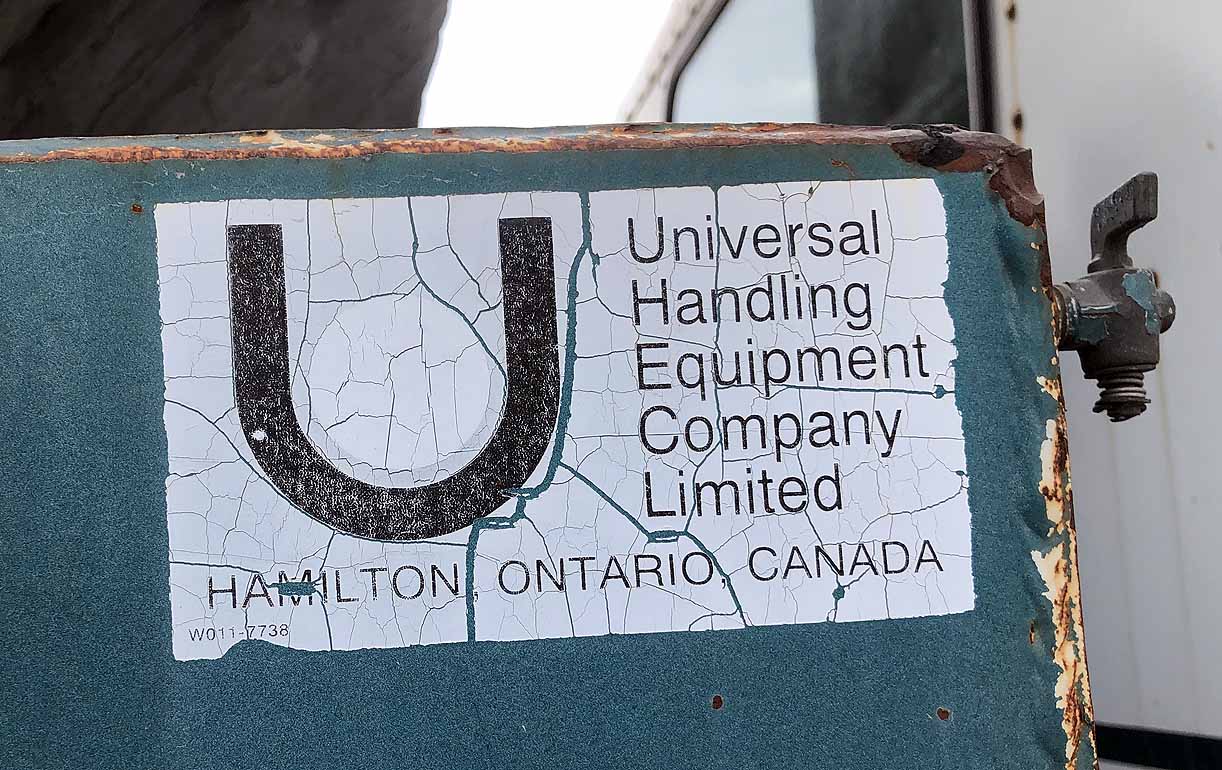 U
Universal
Handling
Equipment
Company
Limited
HAMILTON, ONTARIO, CANADA
W011-7738